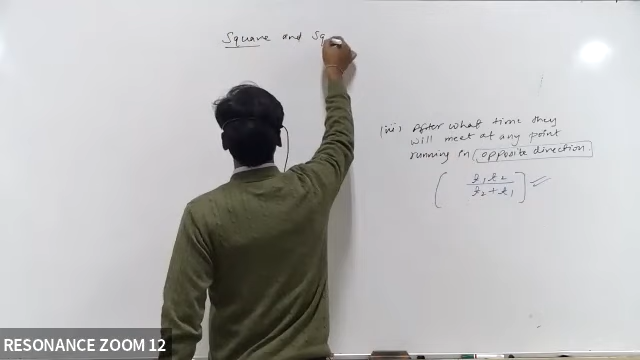 Square and Sq
(iii) After what time they
will meet at any point
running in opposite direction.
( t₁ t₂ / t₂ + t₁ )
RESONANCE ZOOM 12